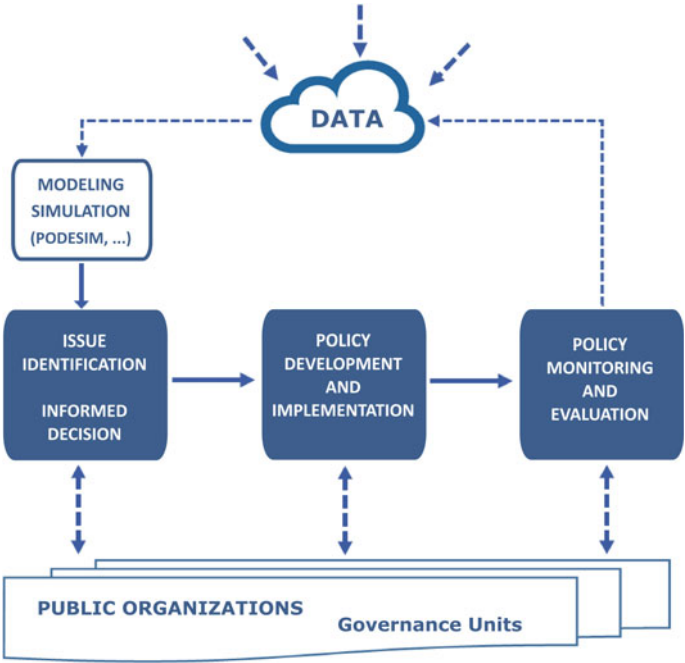 DATA
MODELING
SIMULATION
(PODESIM, ...)
ISSUE
IDENTIFICATION
INFORMED
DECISION
POLICY
DEVELOPMENT
AND
IMPLEMENTATION
POLICY
MONITORING
AND
EVALUATION
PUBLIC ORGANIZATIONS
Governance Units